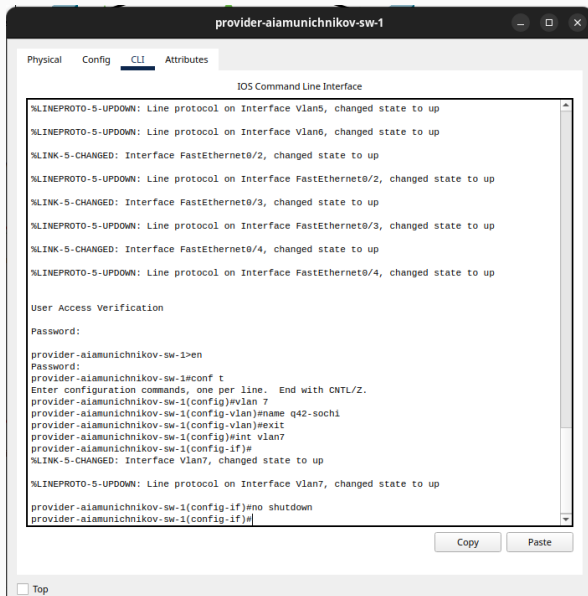 provider-aiamunichnikov-sw-1
Physical Config CLI Attributes
IOS Command Line Interface
%LINEPROTO-5-UPDOWN: Line protocol on Interface Vlan5, changed state to up
%LINEPROTO-5-UPDOWN: Line protocol on Interface Vlan6, changed state to up
%LINK-5-CHANGED: Interface FastEthernet0/2, changed state to up
%LINEPROTO-5-UPDOWN: Line protocol on Interface FastEthernet0/2, changed state to up
%LINK-5-CHANGED: Interface FastEthernet0/3, changed state to up
%LINEPROTO-5-UPDOWN: Line protocol on Interface FastEthernet0/3, changed state to up
%LINK-5-CHANGED: Interface FastEthernet0/4, changed state to up
%LINEPROTO-5-UPDOWN: Line protocol on Interface FastEthernet0/4, changed state to up
User Access Verification
Password:
provider-aiamunichnikov-sw-1>en
Password:
provider-aiamunichnikov-sw-1#conf t
Enter configuration commands, one per line. End with CNTL/Z.
provider-aiamunichnikov-sw-1(config)#vlan 7
provider-aiamunichnikov-sw-1(config-vlan)#name q42-sochi
provider-aiamunichnikov-sw-1(config-vlan)#exit
provider-aiamunichnikov-sw-1(config)#int vlan7
provider-aiamunichnikov-sw-1(config-if)#
%LINK-5-CHANGED: Interface Vlan7, changed state to up
%LINEPROTO-5-UPDOWN: Line protocol on Interface Vlan7, changed state to up
provider-aiamunichnikov-sw-1(config-if)#no shutdown
provider-aiamunichnikov-sw-1(config-if)#
Copy Paste
Top